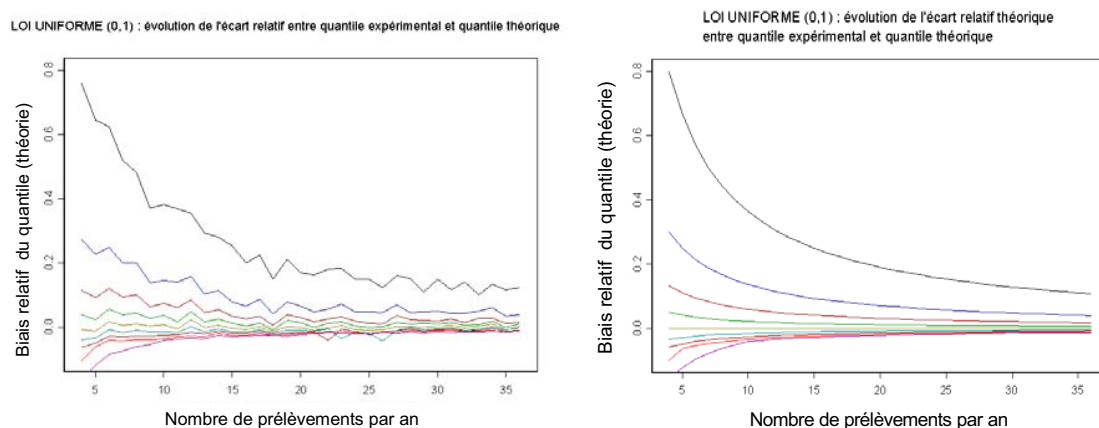 LOI UNIFORME (0,1) : évolution de l'écart relatif entre quantile expérimental et quantile théorique
Biais relatif du quantile (théorie)
0.8
0.6
0.4
0.2
0.0
5 10 15 20 25 30 35
Nombre de prélèvements par an
LOI UNIFORME (0,1) : évolution de l'écart relatif théorique
entre quantile expérimental et quantile théorique
Biais relatif du quantile (théorie)
0.8
0.6
0.4
0.2
0.0
5 10 15 20 25 30 35
Nombre de prélèvements par an